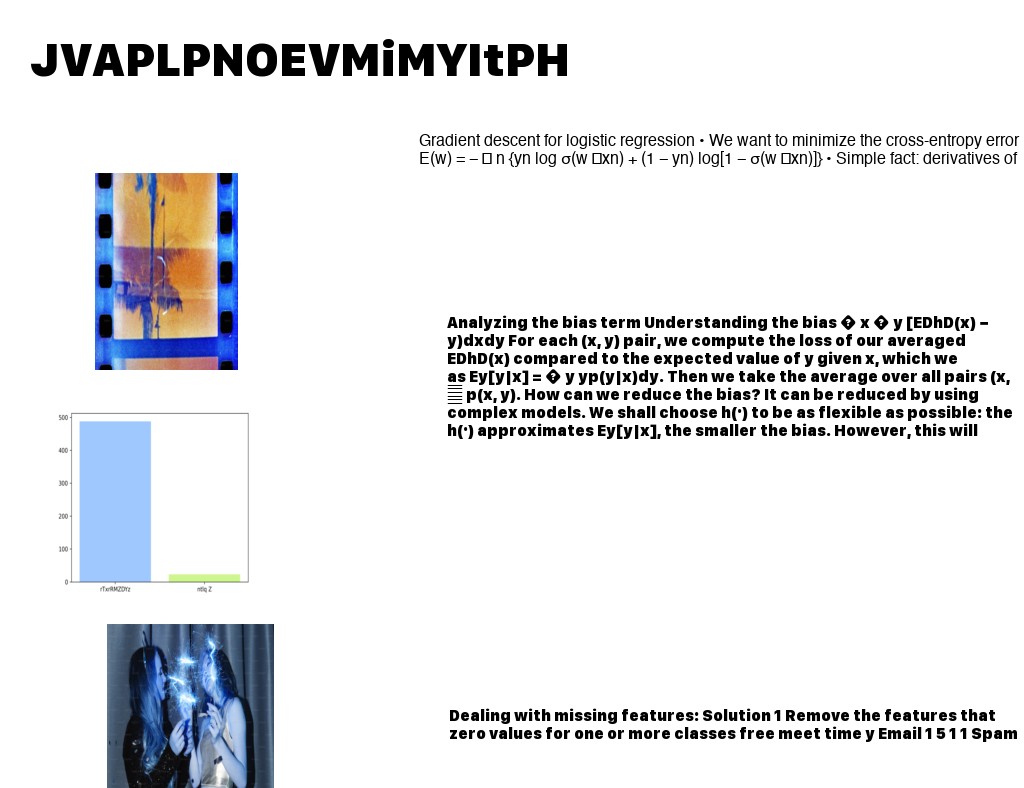 JVAPLPNOEVMiMYItPH
Gradient descent for logistic regression • We want to minimize the cross-entropy error
E(w) = – n {yn log σ(w xn) + (1 – yn) log[1 – σ(w xn)]} • Simple fact: derivatives of
Analyzing the bias term Understanding the bias � x � y [EDhD(x) –
y)dxdy For each (x, y) pair, we compute the loss of our averaged
EDhD(x) compared to the expected value of y given x, which we
as Ey[y|x] = � y yp(y|x)dy. Then we take the average over all pairs (x,
p(x, y). How can we reduce the bias? It can be reduced by using
complex models. We shall choose h(·) to be as flexible as possible: the
h(·) approximates Ey[y|x], the smaller the bias. However, this will
500
400
300
200
100
0
rTxrRMZDYz
ntlq Z
Dealing with missing features: Solution 1 Remove the features that
zero values for one or more classes free meet time y Email 1 5 1 1 Spam